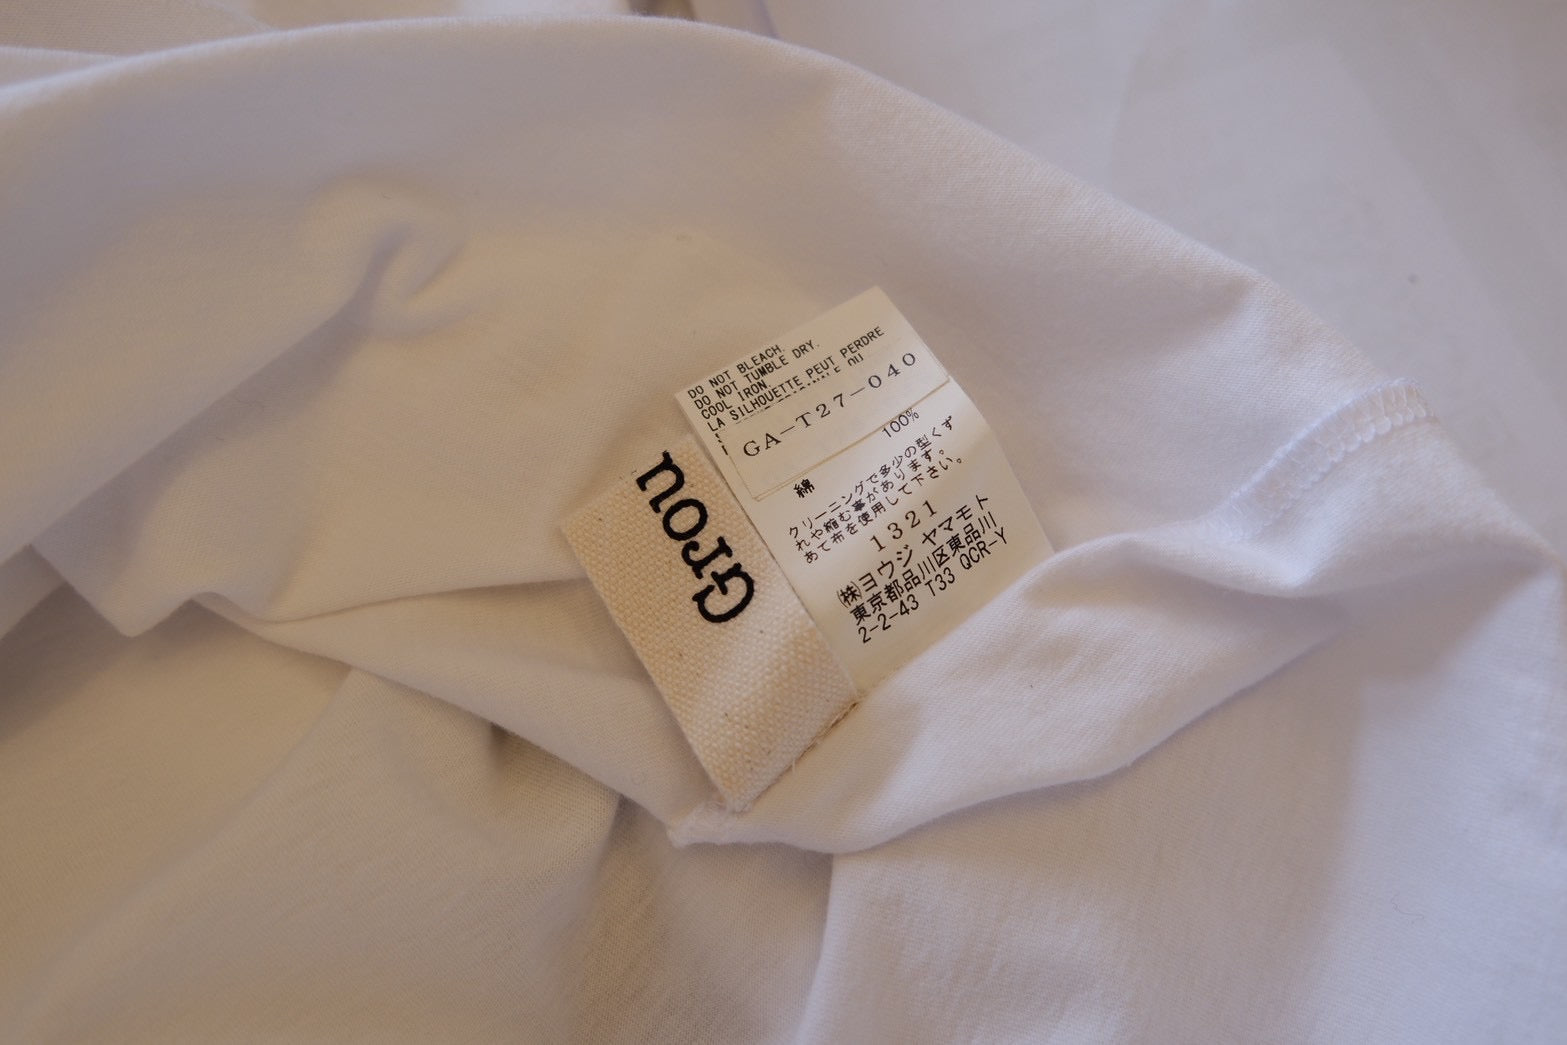 DO NOT BLEACH.
DO NOT TUMBLE DRY.
COOL IRON.
LA SILHOUETTE PEUT PERDRE
OU
GA-T27-040
綿 100%
クリーニングで多少の型くず
れや縮む事があります。
あて布を使用して下さい。
1321
㈱ヨウジ ヤマモト
東京都品川区東品川
2-2-43 T33 QCR-Y
Grou